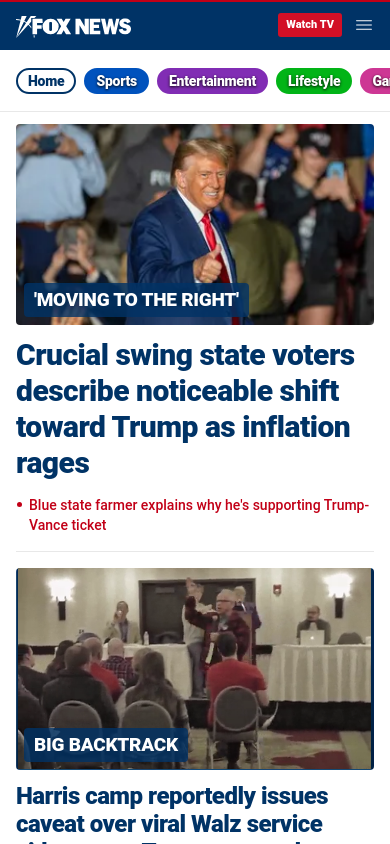 FOX NEWS
Watch TV
Home
Sports
Entertainment
Lifestyle
'MOVING TO THE RIGHT'
Crucial swing state voters
describe noticeable shift
toward Trump as inflation
rages
• Blue state farmer explains why he's supporting Trump-
Vance ticket
BIG BACKTRACK
Harris camp reportedly issues
caveat over viral Walz service